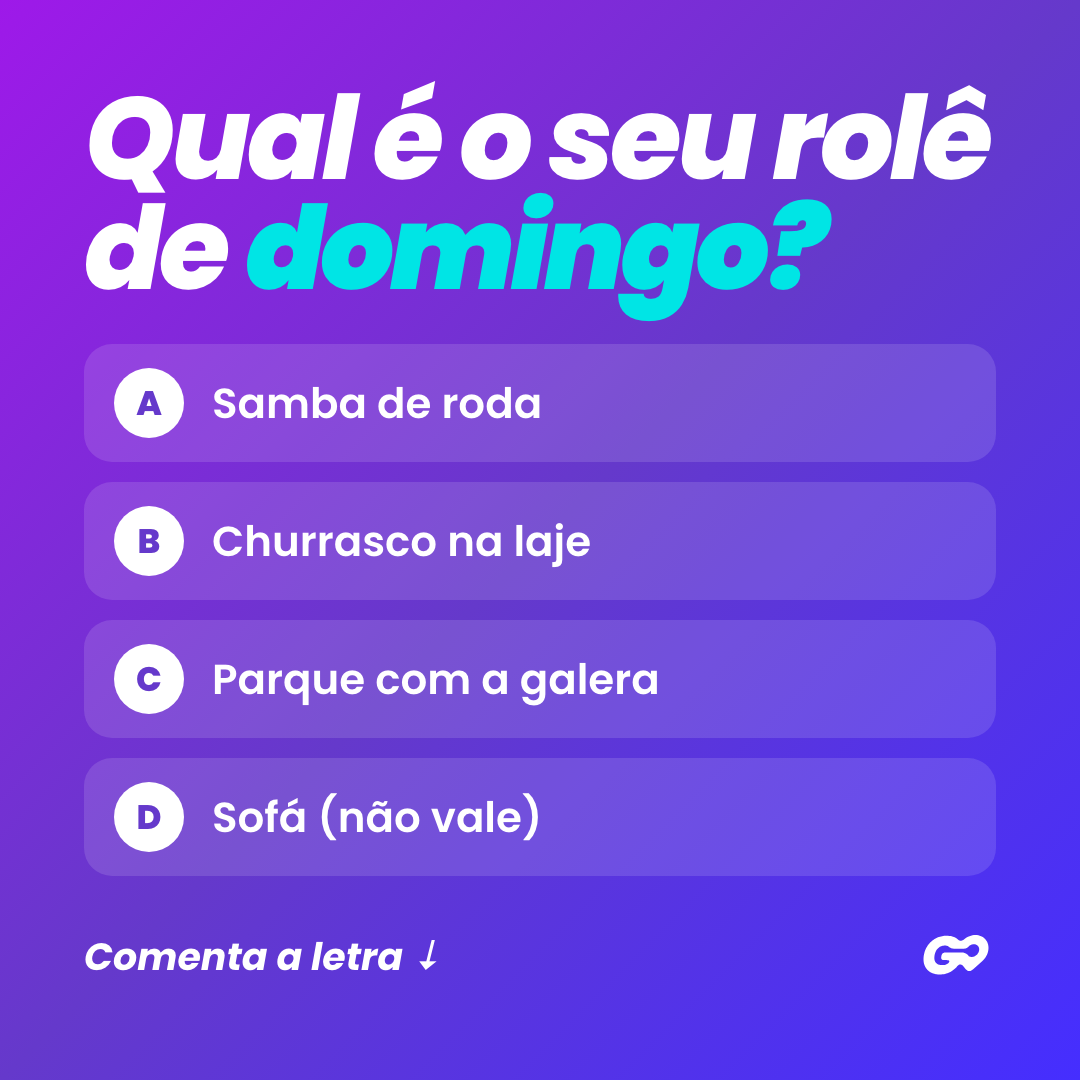 Qual é o seu rolê
de domingo?
A Samba de roda
B Churrasco na laje
C Parque com a galera
D Sofá (não vale)
Comenta a letra ↓
GO